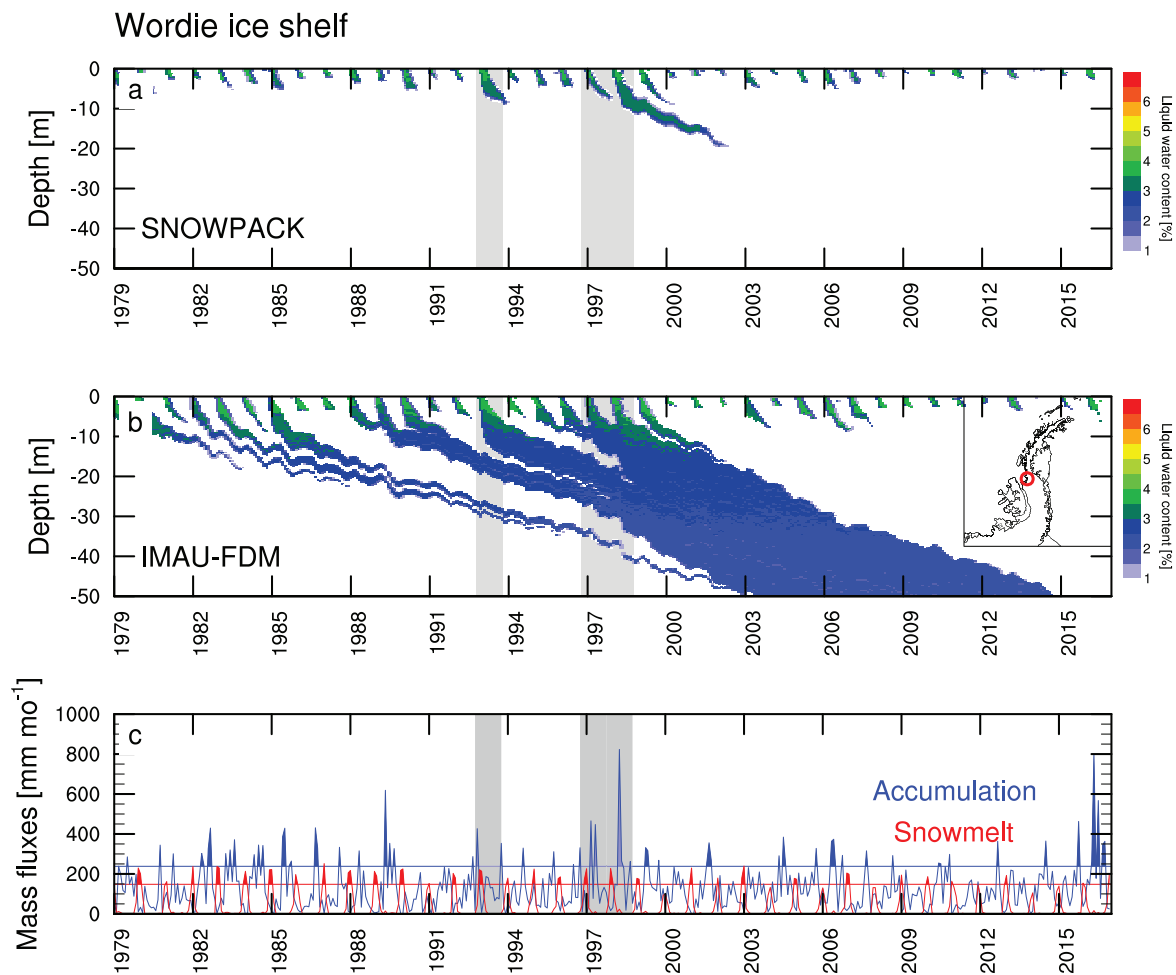 Wordie ice shelf
a
Depth [m]
0
-10
-20
-30
-40
-50
SNOWPACK
1979 1982 1985 1988 1991 1994 1997 2000 2003 2006 2009 2012 2015
6
5
4
3
2
1
Liquid water content [%]
b
Depth [m]
0
-10
-20
-30
-40
-50
IMAU-FDM
1979 1982 1985 1988 1991 1994 1997 2000 2003 2006 2009 2012 2015
6
5
4
3
2
1
Liquid water content [%]
c
Mass fluxes [mm mo⁻¹]
1000
800
600
400
200
0
Accumulation
Snowmelt
1979 1982 1985 1988 1991 1994 1997 2000 2003 2006 2009 2012 2015